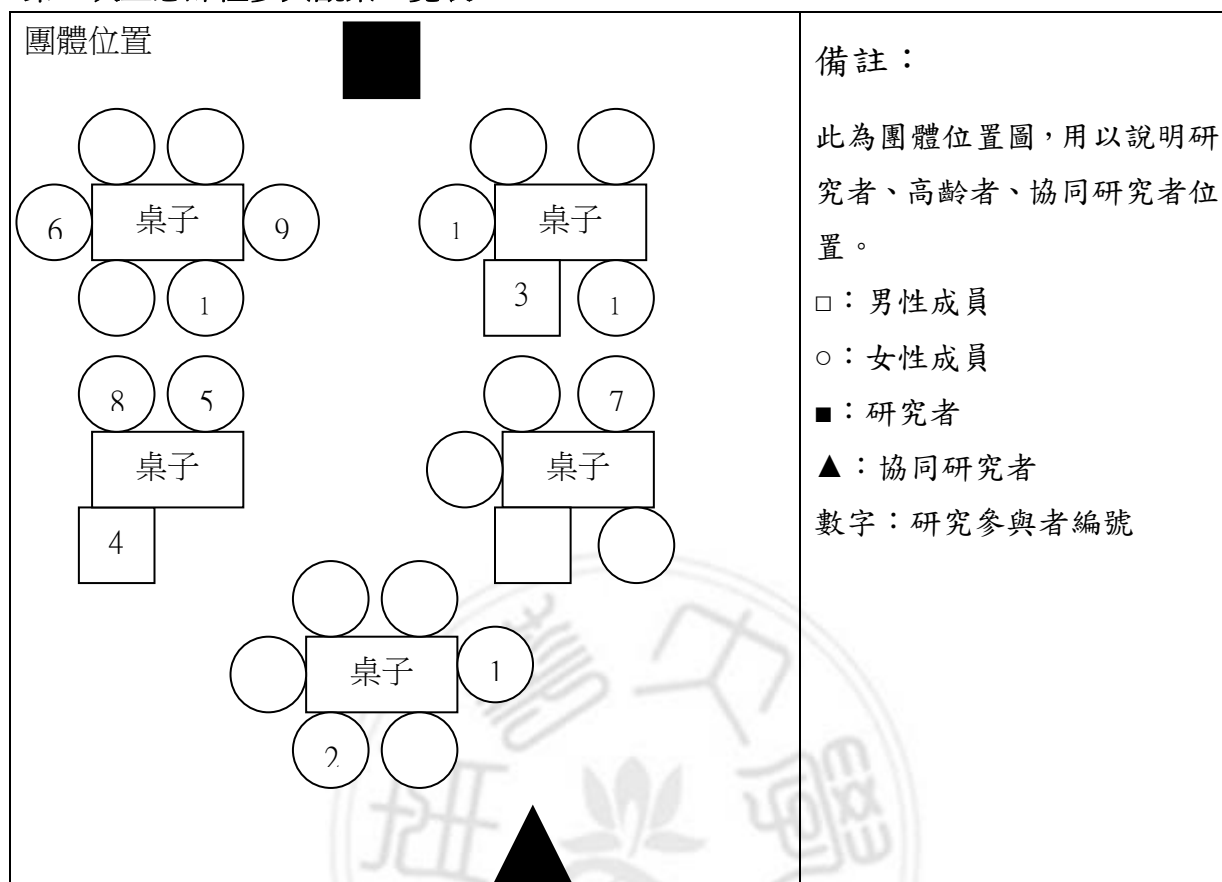 團體位置
桌子
6
9
1
桌子
1
3
1
8
5
桌子
4
7
桌子
桌子
1
2
備註：
此為團體位置圖，用以說明研
究者、高齡者、協同研究者位
置。
□：男性成員
○：女性成員
■：研究者
▲：協同研究者
數字：研究參與者編號